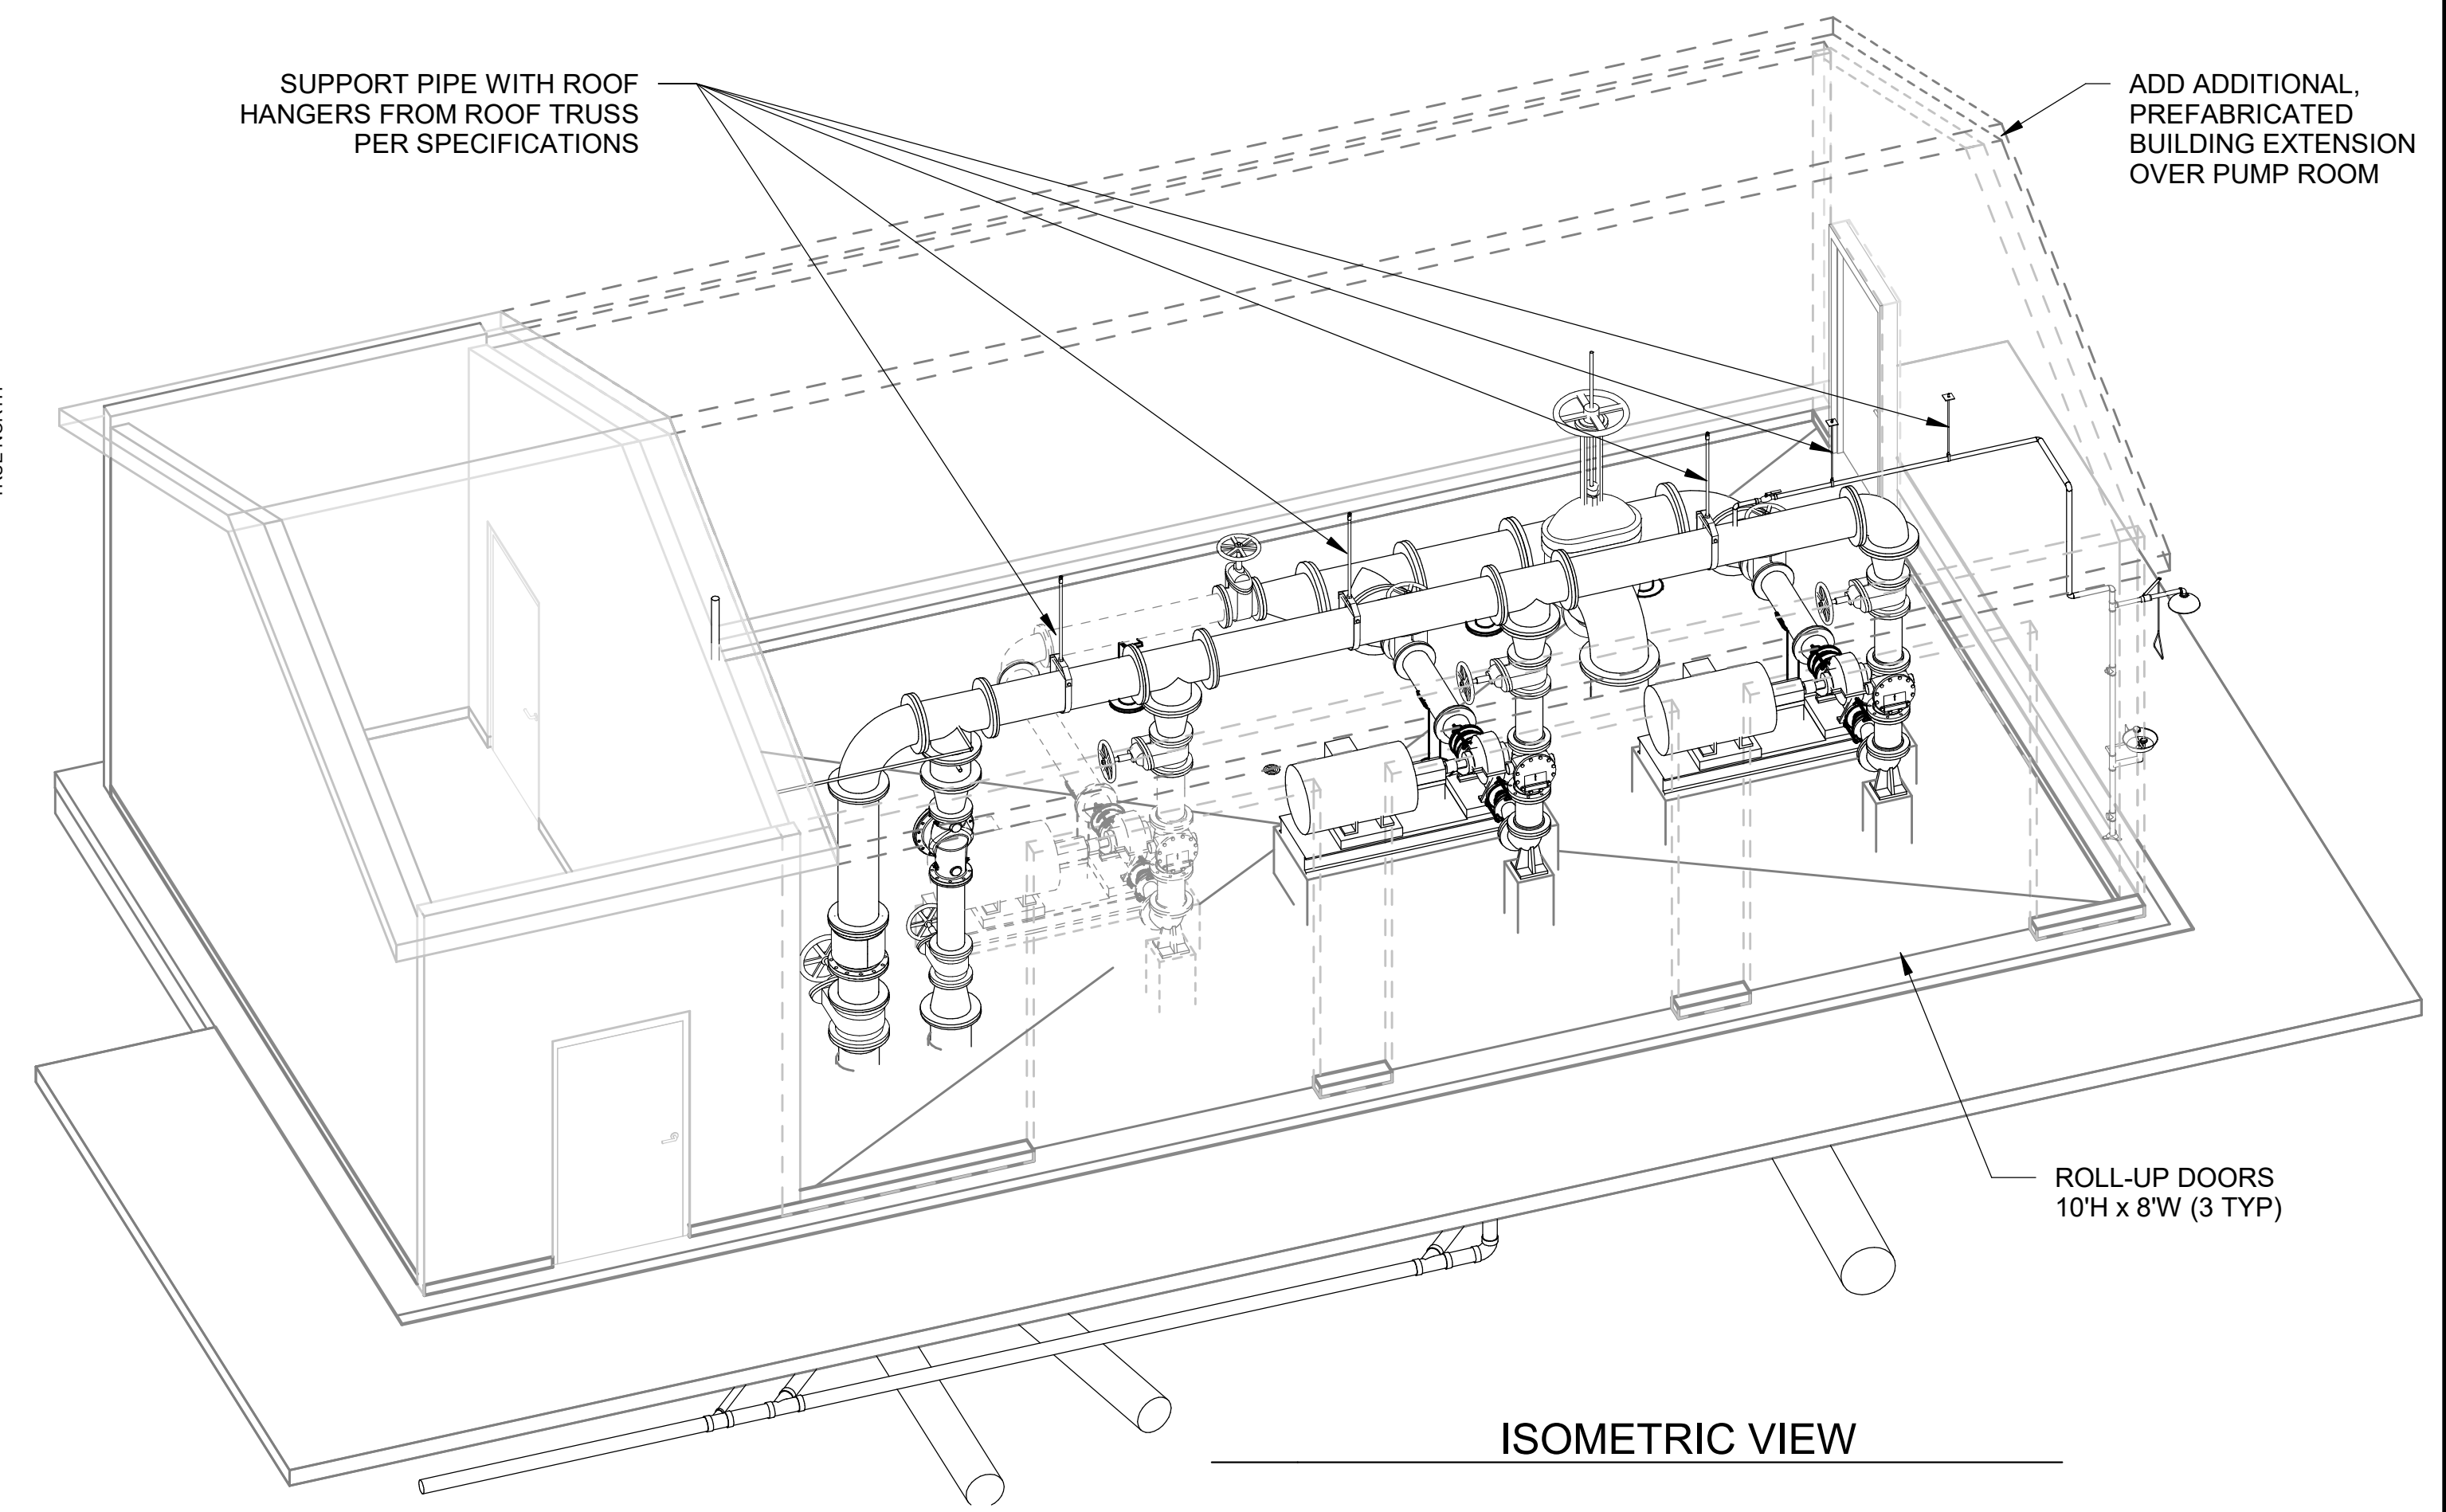 SUPPORT PIPE WITH ROOF
HANGERS FROM ROOF TRUSS
PER SPECIFICATIONS
ADD ADDITIONAL,
PREFABRICATED
BUILDING EXTENSION
OVER PUMP ROOM
ROLL-UP DOORS
10'H x 8'W (3 TYP)
ISOMETRIC VIEW